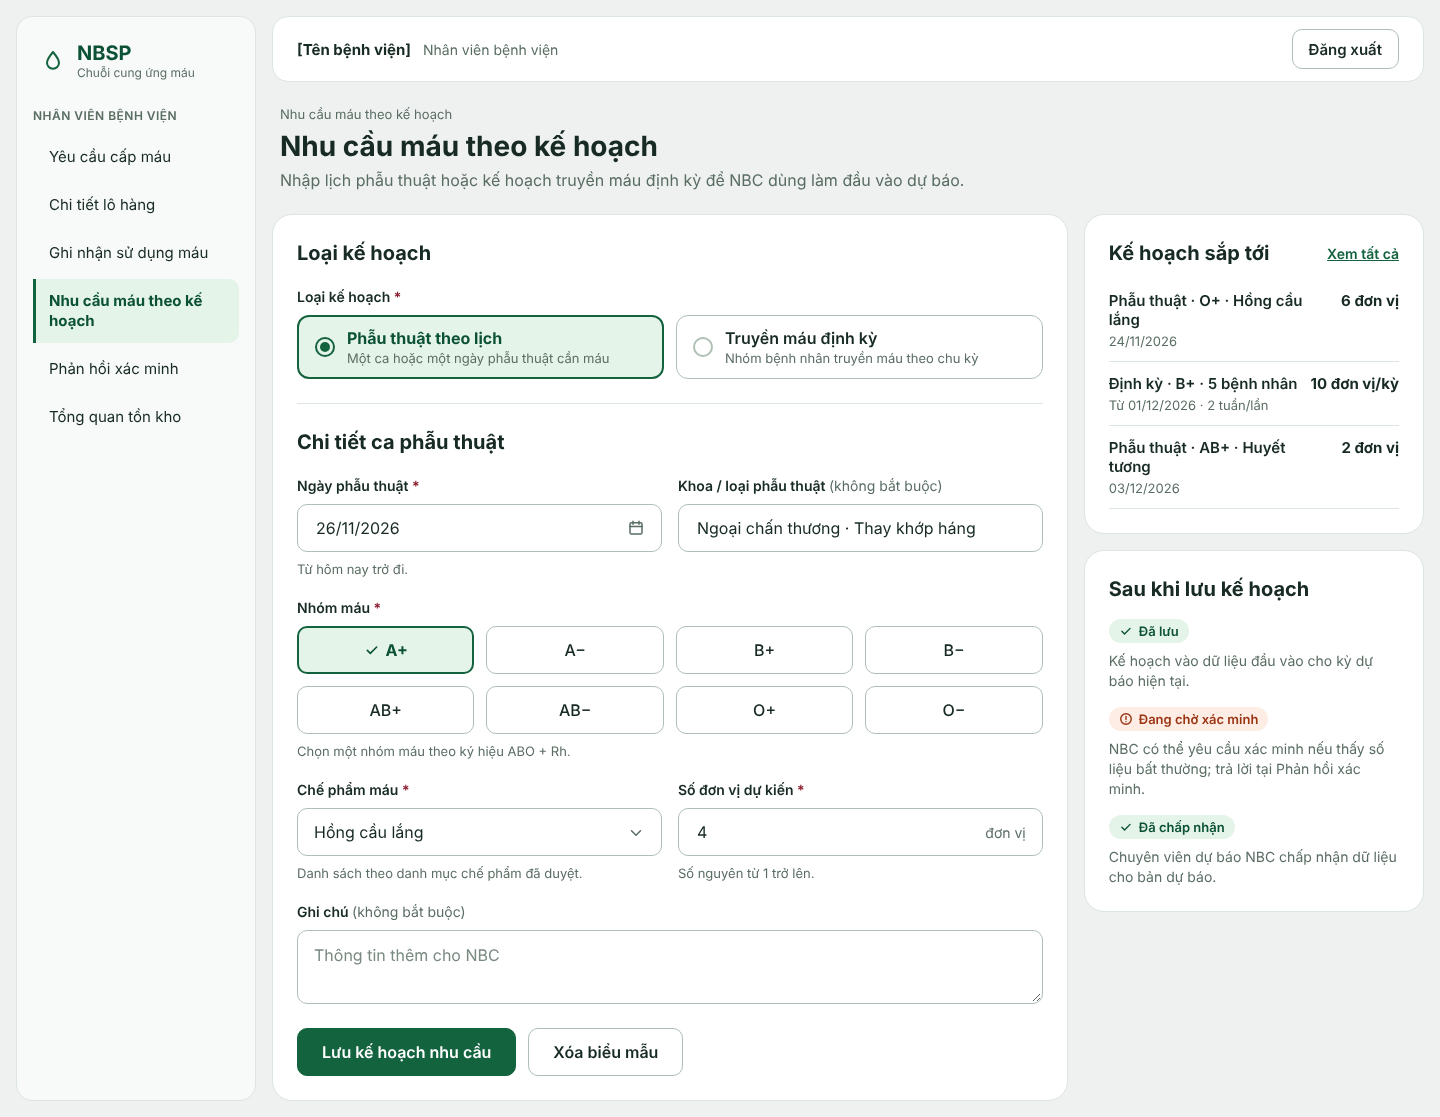 NBSP
Chuỗi cung ứng máu
NHÂN VIÊN BỆNH VIỆN
Yêu cầu cấp máu
Chi tiết lô hàng
Ghi nhận sử dụng máu
Nhu cầu máu theo kế
hoạch
Phản hồi xác minh
Tổng quan tồn kho
[Tên bệnh viện] Nhân viên bệnh viện
Đăng xuất
Nhu cầu máu theo kế hoạch
Nhu cầu máu theo kế hoạch
Nhập lịch phẫu thuật hoặc kế hoạch truyền máu định kỳ để NBC dùng làm đầu vào dự báo.
Loại kế hoạch
Loại kế hoạch *
Phẫu thuật theo lịch
Một ca hoặc một ngày phẫu thuật cần máu
Truyền máu định kỳ
Nhóm bệnh nhân truyền máu theo chu kỳ
Chi tiết ca phẫu thuật
Ngày phẫu thuật *
26/11/2026
Từ hôm nay trở đi.
Khoa / loại phẫu thuật (không bắt buộc)
Ngoại chấn thương · Thay khớp háng
Nhóm máu *
A+
A−
B+
B−
AB+
AB−
O+
O−
Chọn một nhóm máu theo ký hiệu ABO + Rh.
Chế phẩm máu *
Hồng cầu lắng
Danh sách theo danh mục chế phẩm đã duyệt.
Số đơn vị dự kiến *
4 đơn vị
Số nguyên từ 1 trở lên.
Ghi chú (không bắt buộc)
Thông tin thêm cho NBC
Lưu kế hoạch nhu cầu
Xóa biểu mẫu
Kế hoạch sắp tới
Xem tất cả
Phẫu thuật · O+ · Hồng cầu
lắng
6 đơn vị
24/11/2026
Định kỳ · B+ · 5 bệnh nhân
10 đơn vị/kỳ
Từ 01/12/2026 · 2 tuần/lần
Phẫu thuật · AB+ · Huyết
tương
2 đơn vị
03/12/2026
Sau khi lưu kế hoạch
Đã lưu
Kế hoạch vào dữ liệu đầu vào cho kỳ dự
báo hiện tại.
Đang chờ xác minh
NBC có thể yêu cầu xác minh nếu thấy số
liệu bất thường; trả lời tại Phản hồi xác
minh.
Đã chấp nhận
Chuyên viên dự báo NBC chấp nhận dữ liệu
cho bản dự báo.